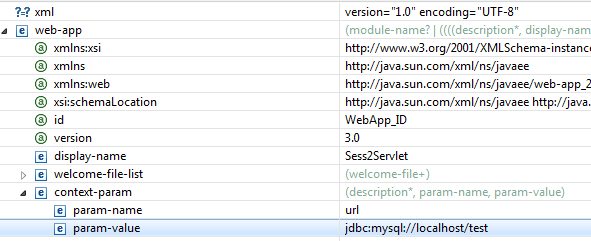 ?=? xml version="1.0" encoding="UTF-8"
e web-app (module-name? | ((((description*, display-nam
a xmlns:xsi http://www.w3.org/2001/XMLSchema-instanc
a xmlns http://java.sun.com/xml/ns/javaee
a xmlns:web http://java.sun.com/xml/ns/javaee/web-app_2
a xsi:schemaLocation http://java.sun.com/xml/ns/javaee http://java.
a id WebApp_ID
a version 3.0
e display-name Sess2Servlet
e welcome-file-list (welcome-file+)
e context-param (description*, param-name, param-value)
e param-name url
e param-value jdbc:mysql://localhost/test